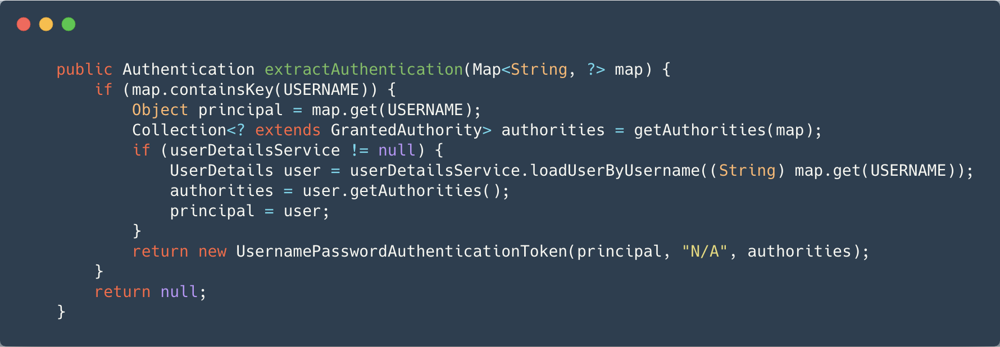 public Authentication extractAuthentication(Map<String, ?> map) {
    if (map.containsKey(USERNAME)) {
        Object principal = map.get(USERNAME);
        Collection<? extends GrantedAuthority> authorities = getAuthorities(map);
        if (userDetailsService != null) {
            UserDetails user = userDetailsService.loadUserByUsername((String) map.get(USERNAME));
            authorities = user.getAuthorities();
            principal = user;
        }
        return new UsernamePasswordAuthenticationToken(principal, "N/A", authorities);
    }
    return null;
}